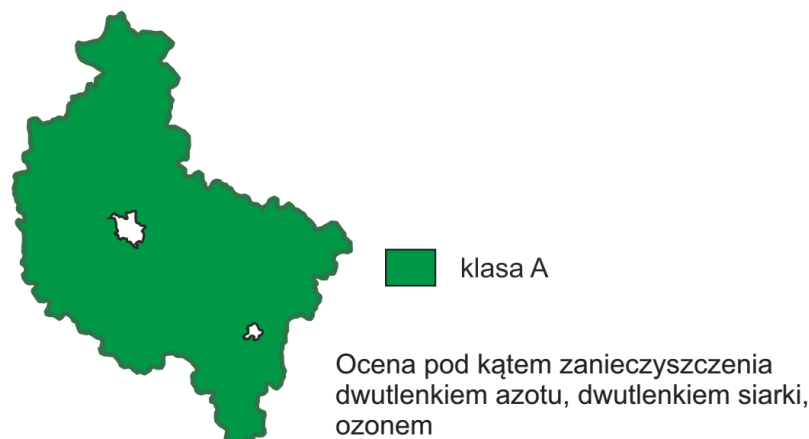 klasa A
Ocena pod kątem zanieczyszczenia
dwutlenkiem azotu, dwutlenkiem siarki,
ozonem